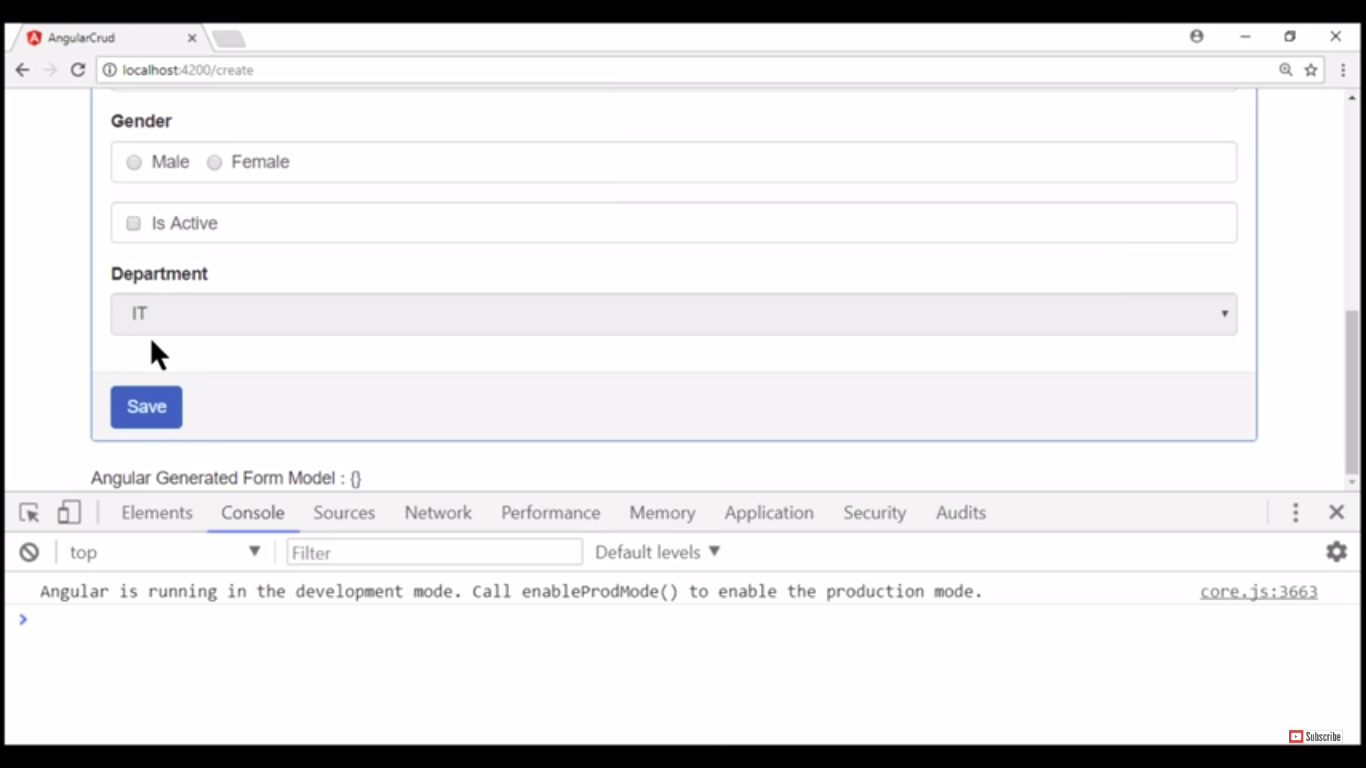 AngularCrud
localhost:4200/create
Gender
Male Female
Is Active
Department
IT
Save
Angular Generated Form Model : {}
Elements Console Sources Network Performance Memory Application Security Audits
top Filter Default levels
Angular is running in the development mode. Call enableProdMode() to enable the production mode. core.js:3663
Subscribe